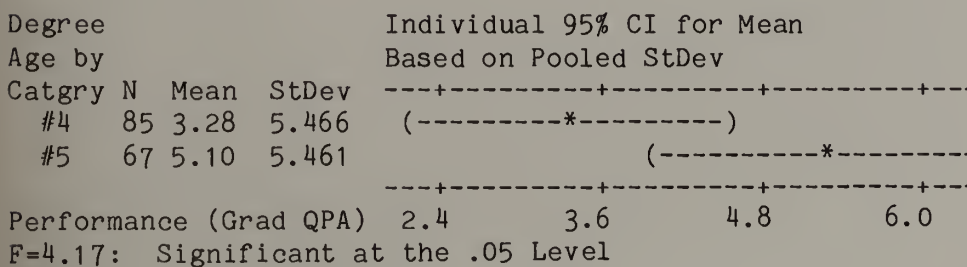 Degree                  Individual 95% CI for Mean
Age by                  Based on Pooled StDev
Catgry N  Mean  StDev  ---+---------+---------+---------+---
  #4   85 3.28  5.466   (---------*---------)
  #5   67 5.10  5.461                  (----------*---------
                       ---+---------+---------+---------+---
Performance (Grad QPA)  2.4       3.6       4.8       6.0
F=4.17:  Significant at the .05 Level